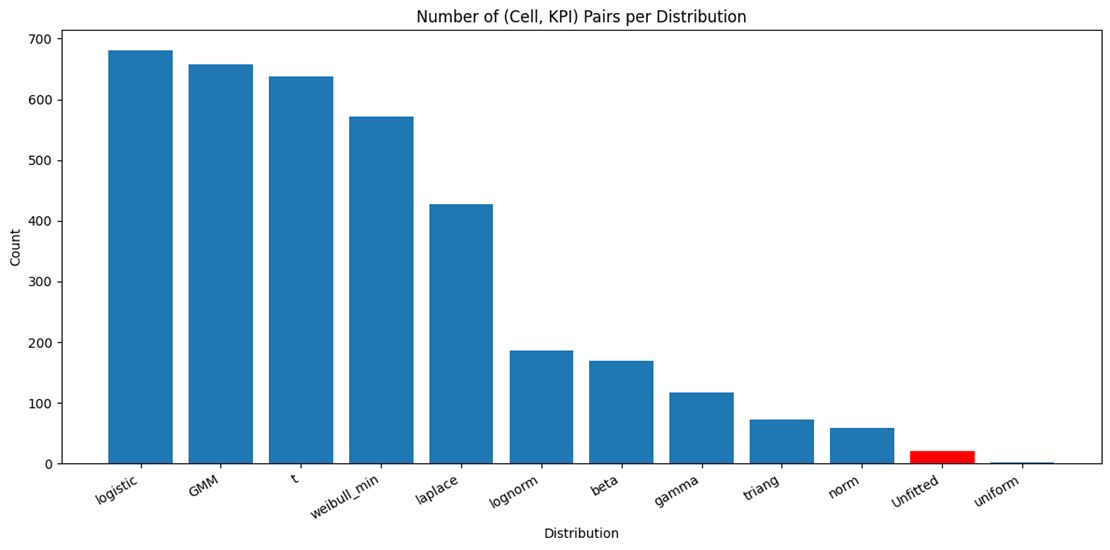 Number of (Cell, KPI) Pairs per Distribution
700
600
500
400
300
200
100
0
Count
logistic
GMM
t
weibull_min
laplace
lognorm
beta
gamma
triang
norm
Unfitted
uniform
Distribution